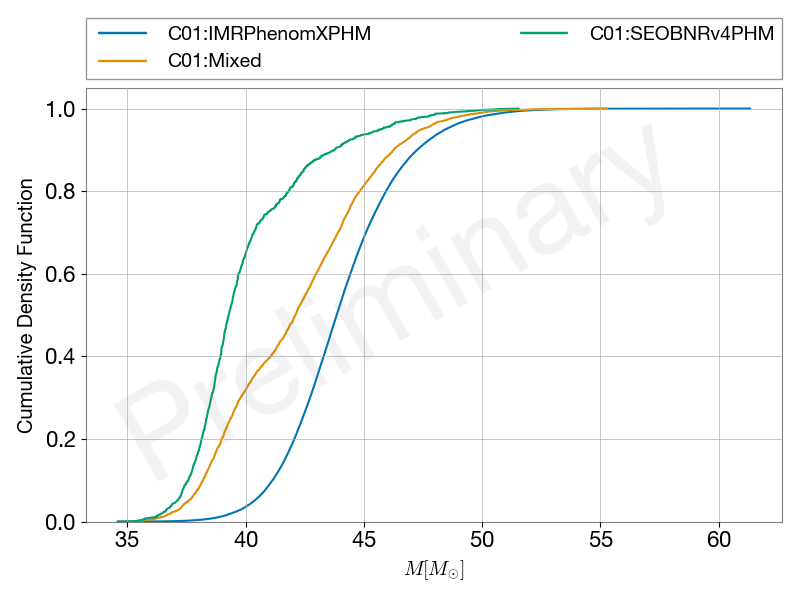 C01:IMRPhenomXPHM
C01:Mixed
C01:SEOBNRv4PHM
1.0
0.8
0.6
0.4
0.2
0.0
Cumulative Density Function
Preliminary
35 40 45 50 55 60
M[M⊙]